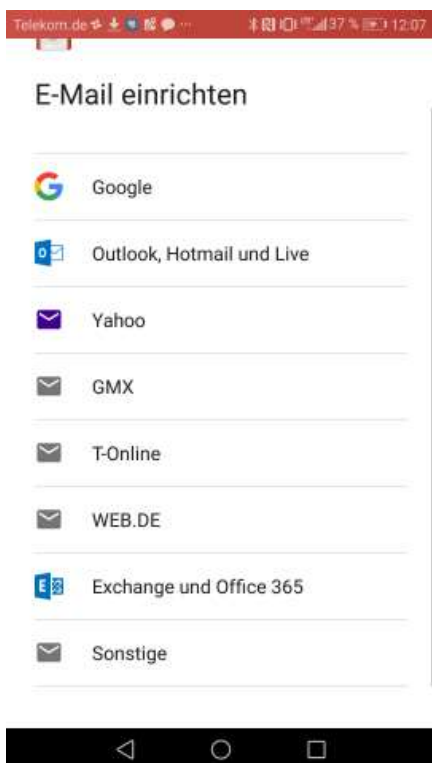 Telekom.de 37 % 12:07
E-Mail einrichten
Google
Outlook, Hotmail und Live
Yahoo
GMX
T-Online
WEB.DE
Exchange und Office 365
Sonstige